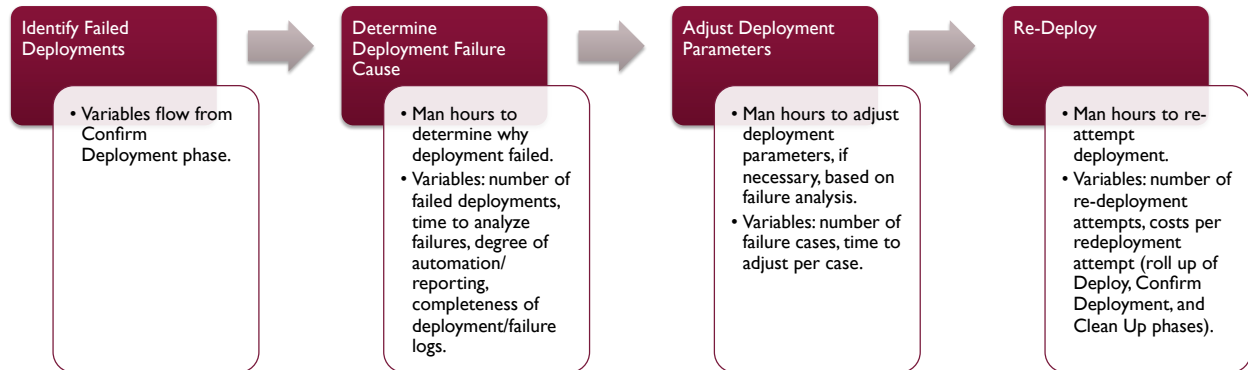 Identify Failed
Deployments
• Variables flow from
Confirm
Deployment phase.
Determine
Deployment Failure
Cause
• Man hours to
determine why
deployment failed.
• Variables: number of
failed deployments,
time to analyze
failures, degree of
automation/
reporting,
completeness of
deployment/failure
logs.
Adjust Deployment
Parameters
• Man hours to adjust
deployment
parameters, if
necessary, based on
failure analysis.
• Variables: number of
failure cases, time to
adjust per case.
Re-Deploy
• Man hours to re-
attempt
deployment.
• Variables: number of
re-deployment
attempts, costs per
redeployment
attempt (roll up of
Deploy, Confirm
Deployment, and
Clean Up phases).